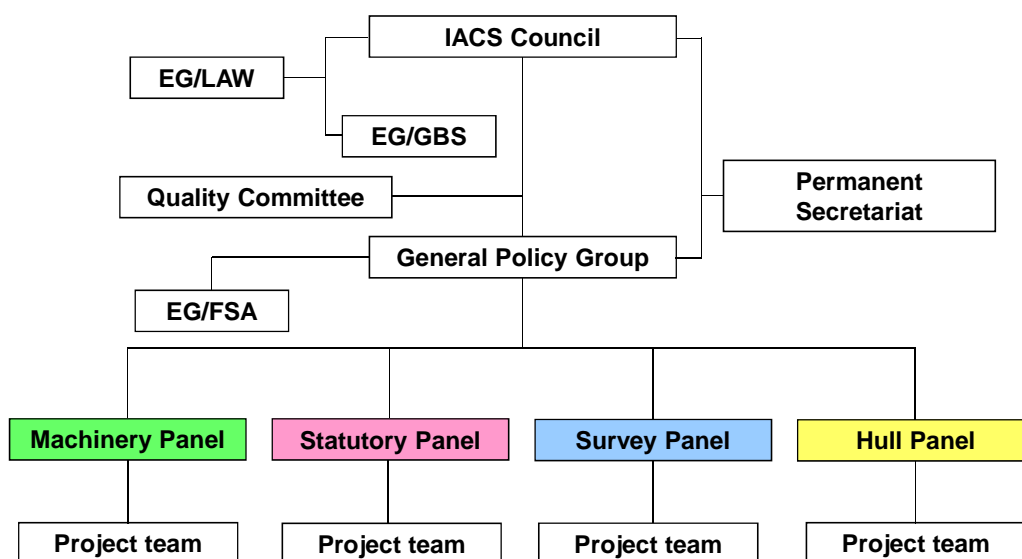 IACS Council
EG/LAW
EG/GBS
Quality Committee
Permanent
Secretariat
General Policy Group
EG/FSA
Machinery Panel
Statutory Panel
Survey Panel
Hull Panel
Project team
Project team
Project team
Project team